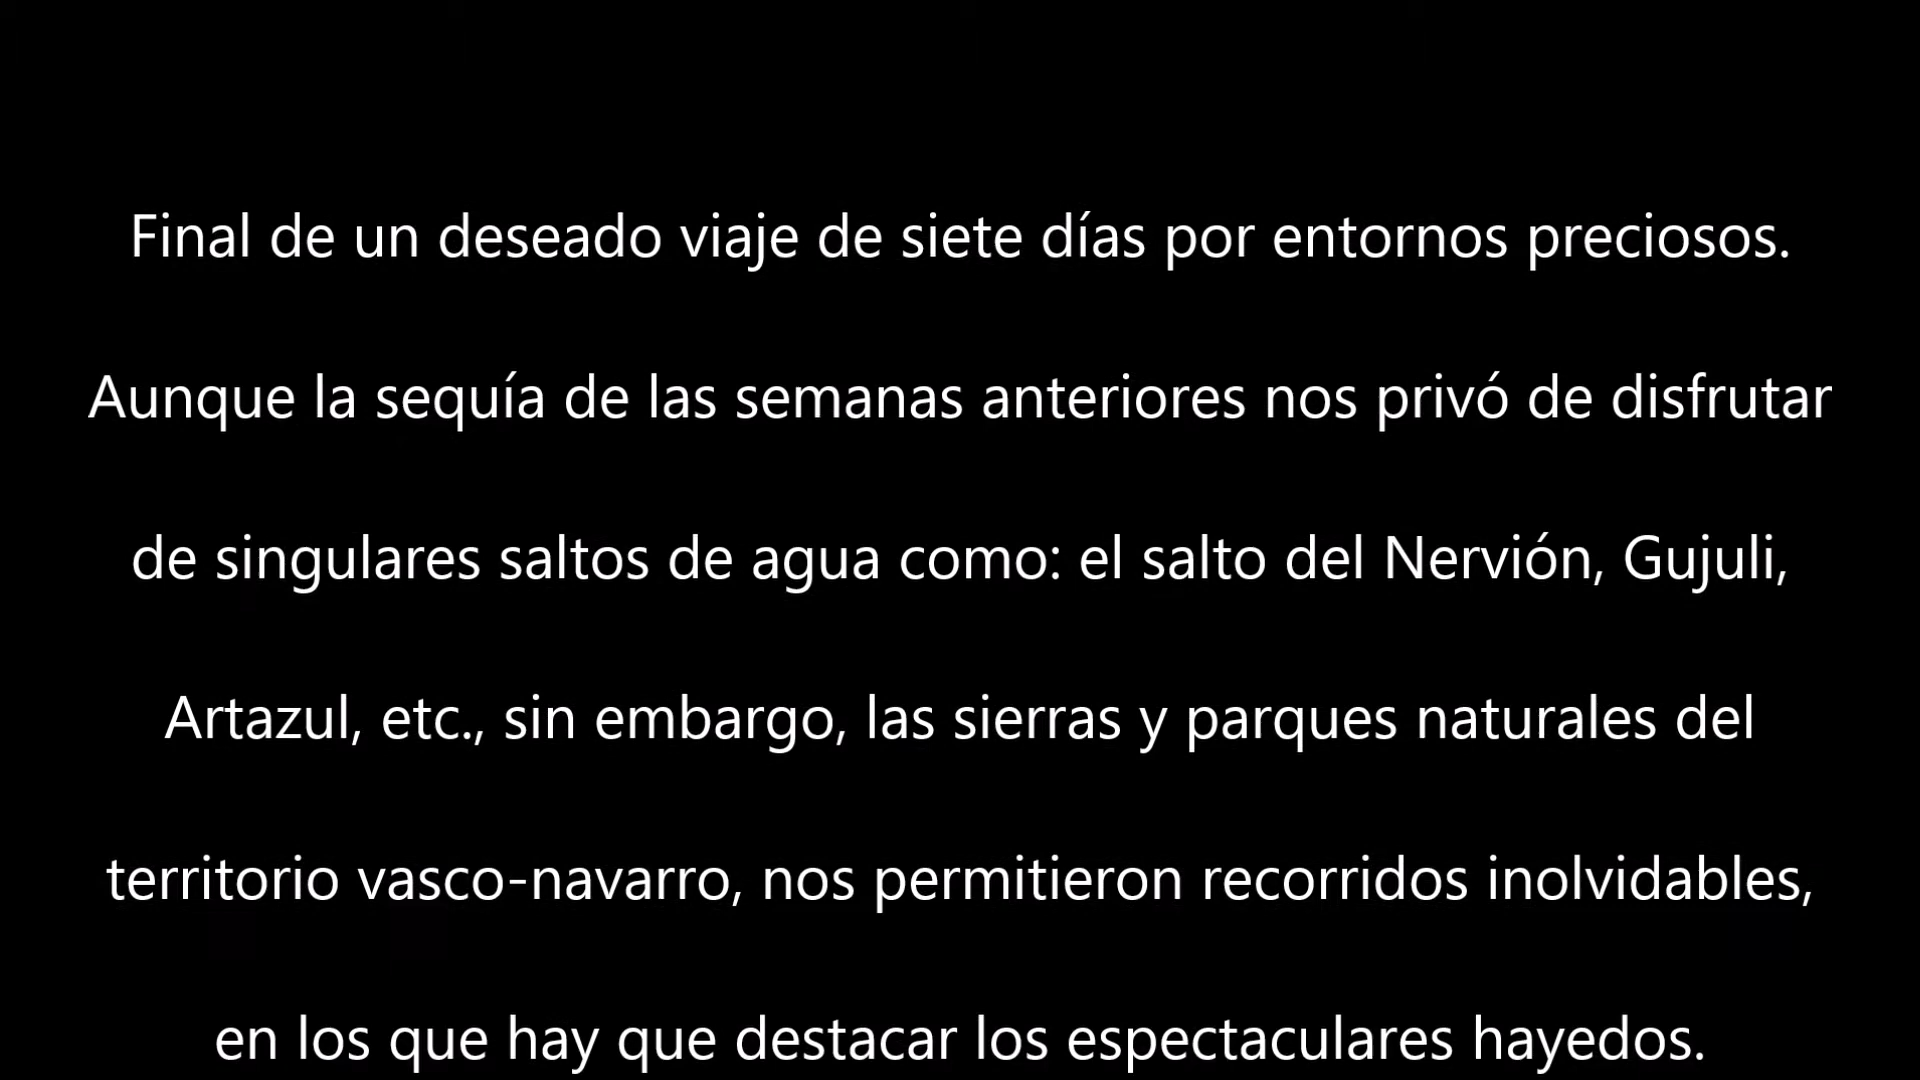 Final de un deseado viaje de siete días por entornos preciosos.
Aunque la sequía de las semanas anteriores nos privó de disfrutar
de singulares saltos de agua como: el salto del Nervión, Gujuli,
Artazul, etc., sin embargo, las sierras y parques naturales del
territorio vasco-navarro, nos permitieron recorridos inolvidables,
en los que hay que destacar los espectaculares hayedos.